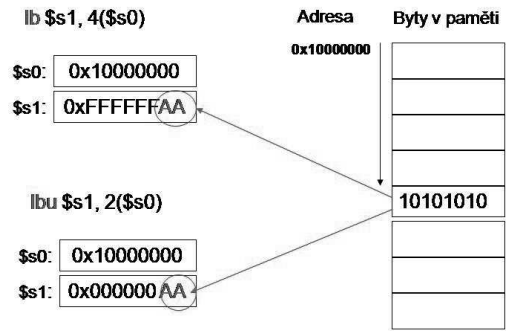 lb $s1, 4($s0)
$s0: 0x10000000
$s1: 0xFFFFFFAA
lbu $s1, 2($s0)
$s0: 0x10000000
$s1: 0x000000AA
Adresa
0x10000000
Byty v paměti
10101010